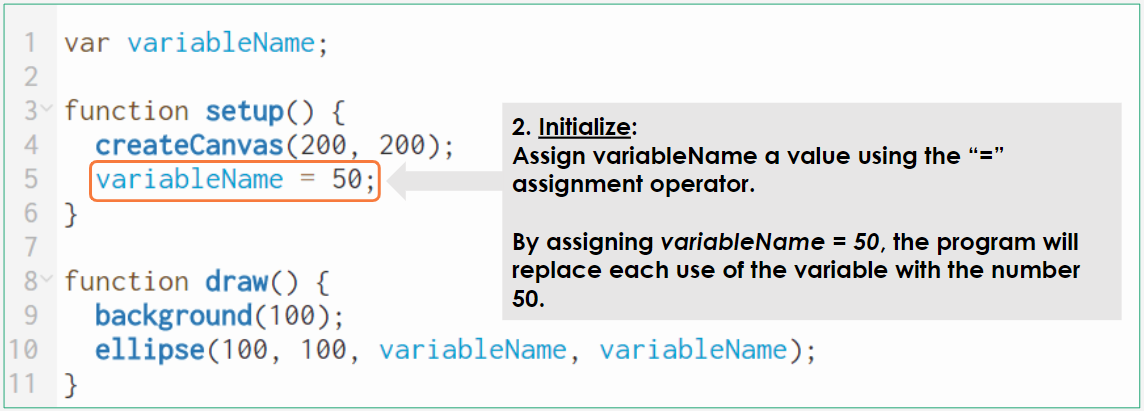 1 var variableName;
2
3 function setup() {
4 createCanvas(200, 200);
5 variableName = 50;
6 }
7
8 function draw() {
9 background(100);
10 ellipse(100, 100, variableName, variableName);
11 }
2. Initialize:
Assign variableName a value using the “=”
assignment operator.
By assigning variableName = 50, the program will
replace each use of the variable with the number
50.